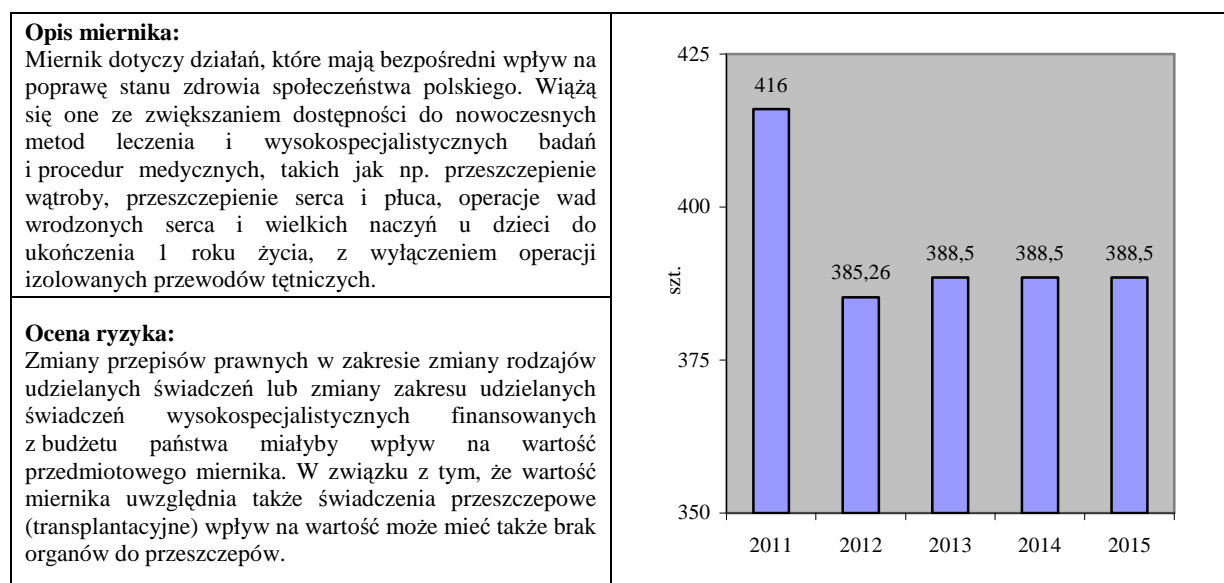 Opis miernika:
Miernik dotyczy działań, które mają bezpośredni wpływ na
poprawę stanu zdrowia społeczeństwa polskiego. Wiążą
się one ze zwiększaniem dostępności do nowoczesnych
metod leczenia i wysokospecjalistycznych badań
i procedur medycznych, takich jak np. przeszczepienie
wątroby, przeszczepienie serca i płuca, operacje wad
wrodzonych serca i wielkich naczyń u dzieci do
ukończenia 1 roku życia, z wyłączeniem operacji
izolowanych przewodów tętniczych.
Ocena ryzyka:
Zmiany przepisów prawnych w zakresie zmiany rodzajów
udzielanych świadczeń lub zmiany zakresu udzielanych
świadczeń wysokospecjalistycznych finansowanych
z budżetu państwa miałyby wpływ na wartość
przedmiotowego miernika. W związku z tym, że wartość
miernika uwzględnia także świadczenia przeszczepowe
(transplantacyjne) wpływ na wartość może mieć także brak
organów do przeszczepów.
425
400
375
350
szt.
416
385,26
388,5
388,5
388,5
2011 2012 2013 2014 2015